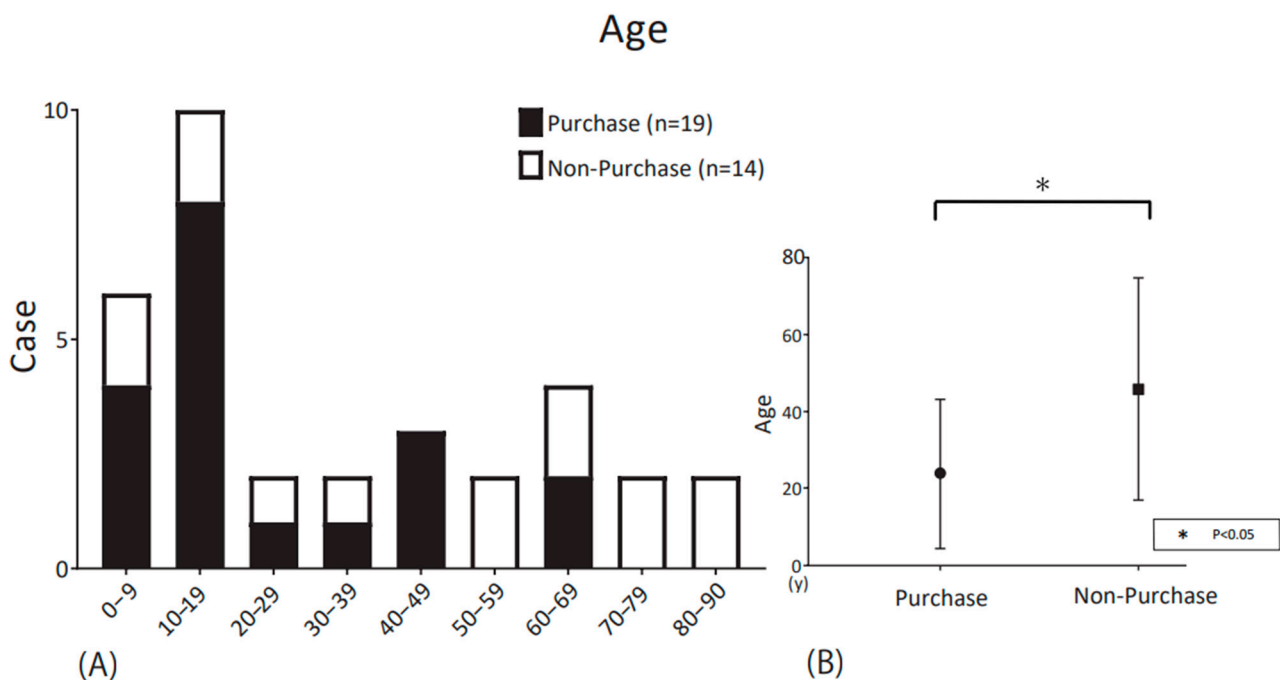 Age
10
5
0
Case
Purchase (n=19)
Non-Purchase (n=14)
0–9
10–19
20–29
30–39
40–49
50–59
60–69
70–79
80–90
(A)
*
80
60
40
20
0
(y)
Age
Purchase
Non-Purchase
* P<0.05
(B)